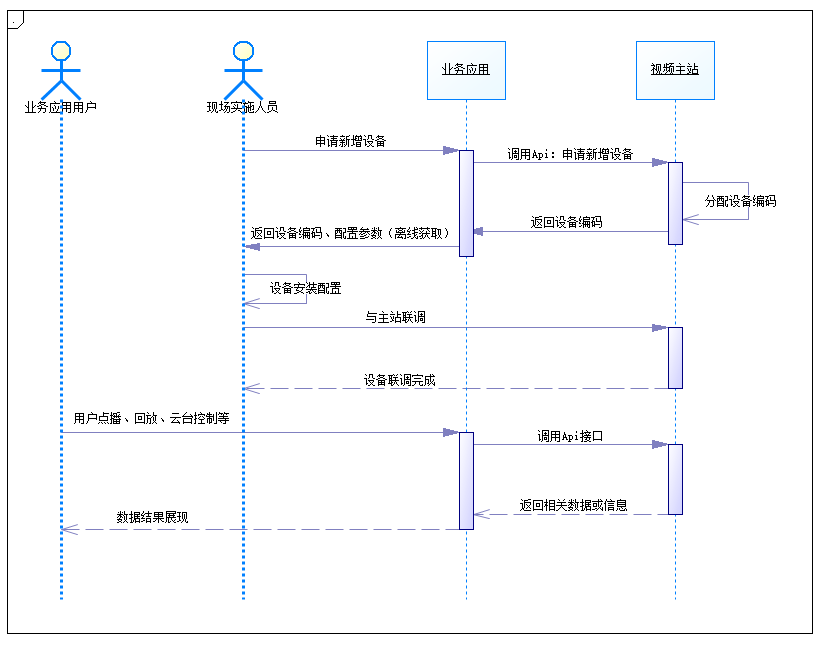 .
业务应用用户
现场实施人员
业务应用
视频主站
申请新增设备
调用Api：申请新增设备
分配设备编码
返回设备编码
返回设备编码、配置参数（离线获取）
设备安装配置
与主站联调
设备联调完成
用户点播、回放、云台控制等
调用Api接口
返回相关数据或信息
数据结果展现